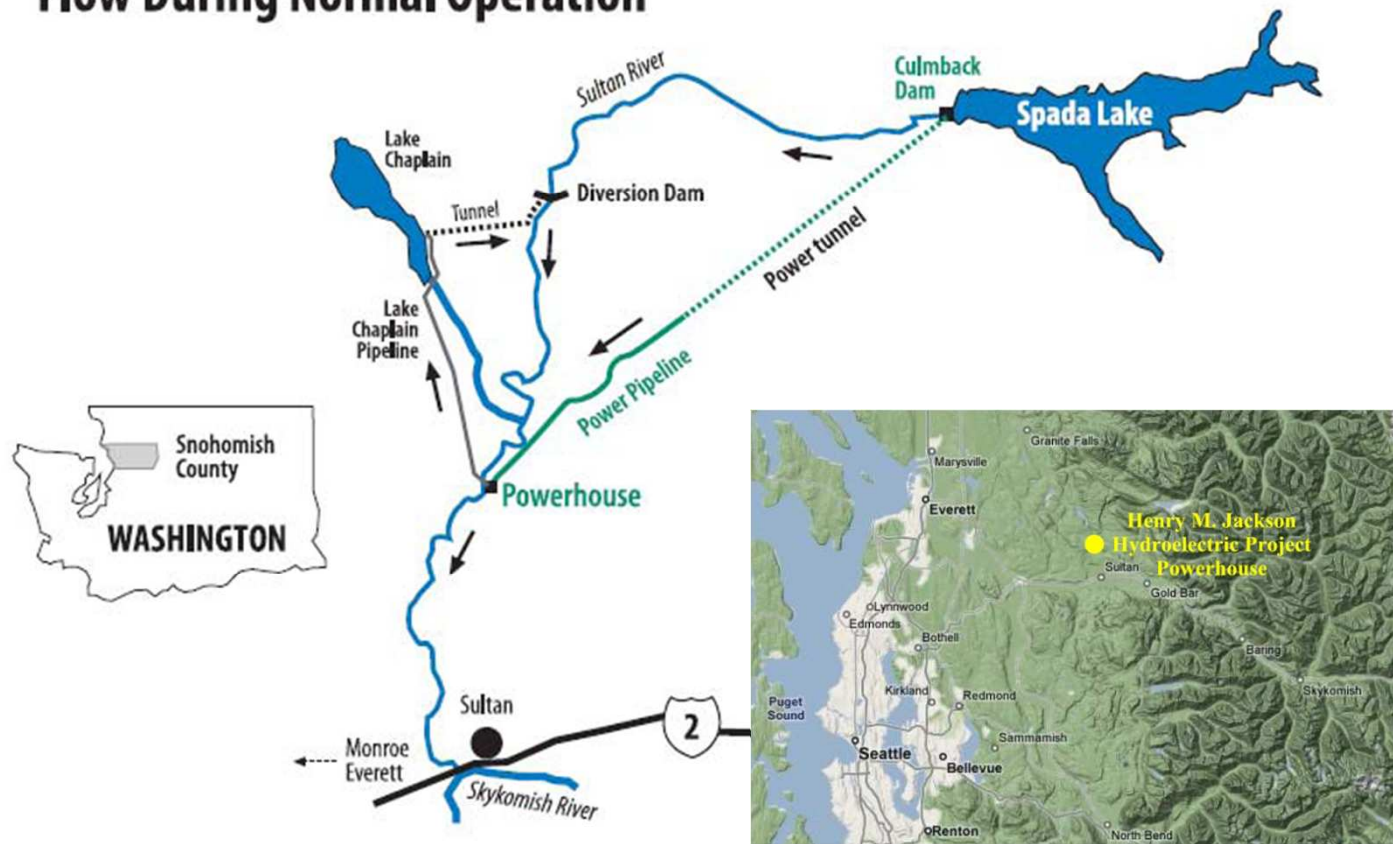 Flow During Normal Operation
Sultan River
Culmback
Dam
Spada Lake
Lake
Chaplain
Tunnel
Diversion Dam
Power tunnel
Lake
Chaplain
Pipeline
Power Pipeline
Snohomish
County
WASHINGTON
Powerhouse
Sultan
2
Monroe
Everett
Skykomish River
Granite Falls
Marysville
Everett
Henry M. Jackson
Hydroelectric Project
Powerhouse
Sultan
Gold Bar
Lynnwood
Edmonds
Bothell
Baring
Kirkland
Redmond
Skykomish
Puget
Sound
Sammamish
Seattle
Bellevue
Renton
North Bend